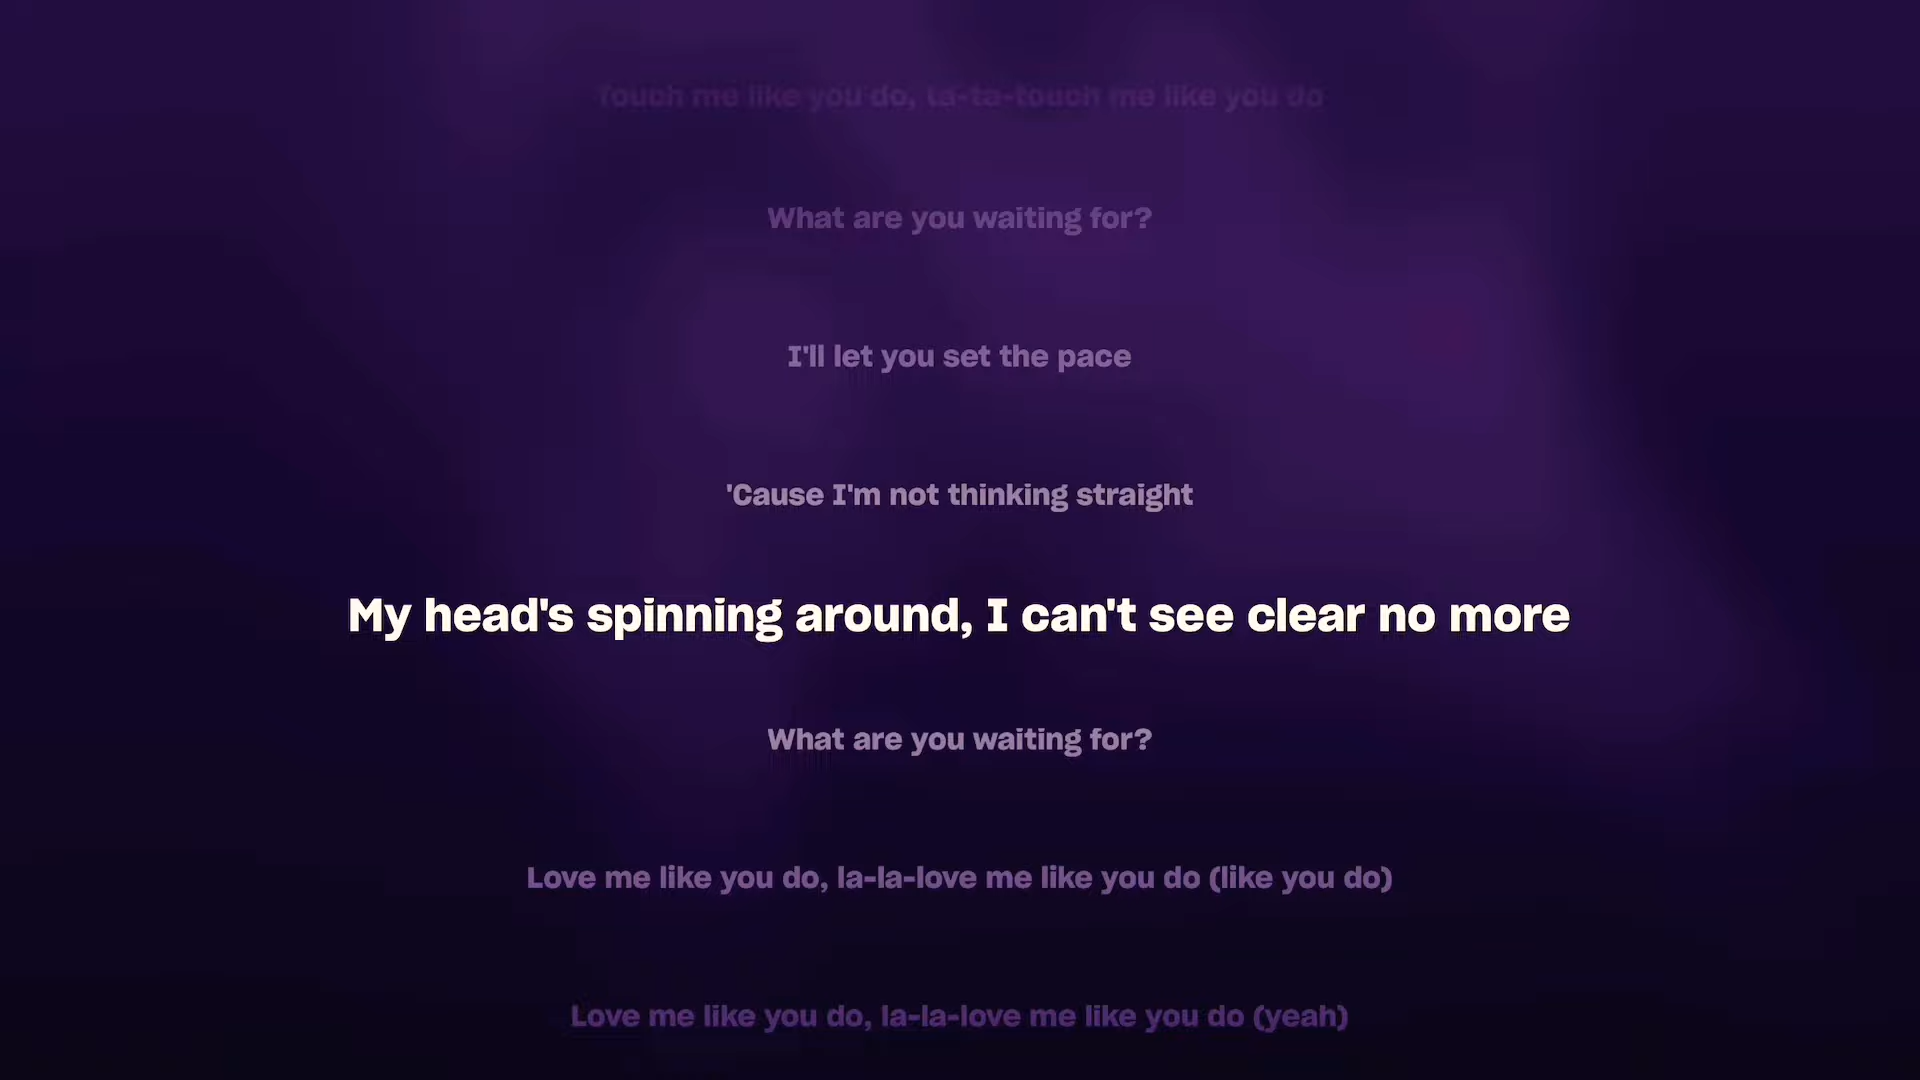 Touch me like you do, ta-ta-touch me like you do
What are you waiting for?
I'll let you set the pace
'Cause I'm not thinking straight
My head's spinning around, I can't see clear no more
What are you waiting for?
Love me like you do, la-la-love me like you do (like you do)
Love me like you do, la-la-love me like you do (yeah)